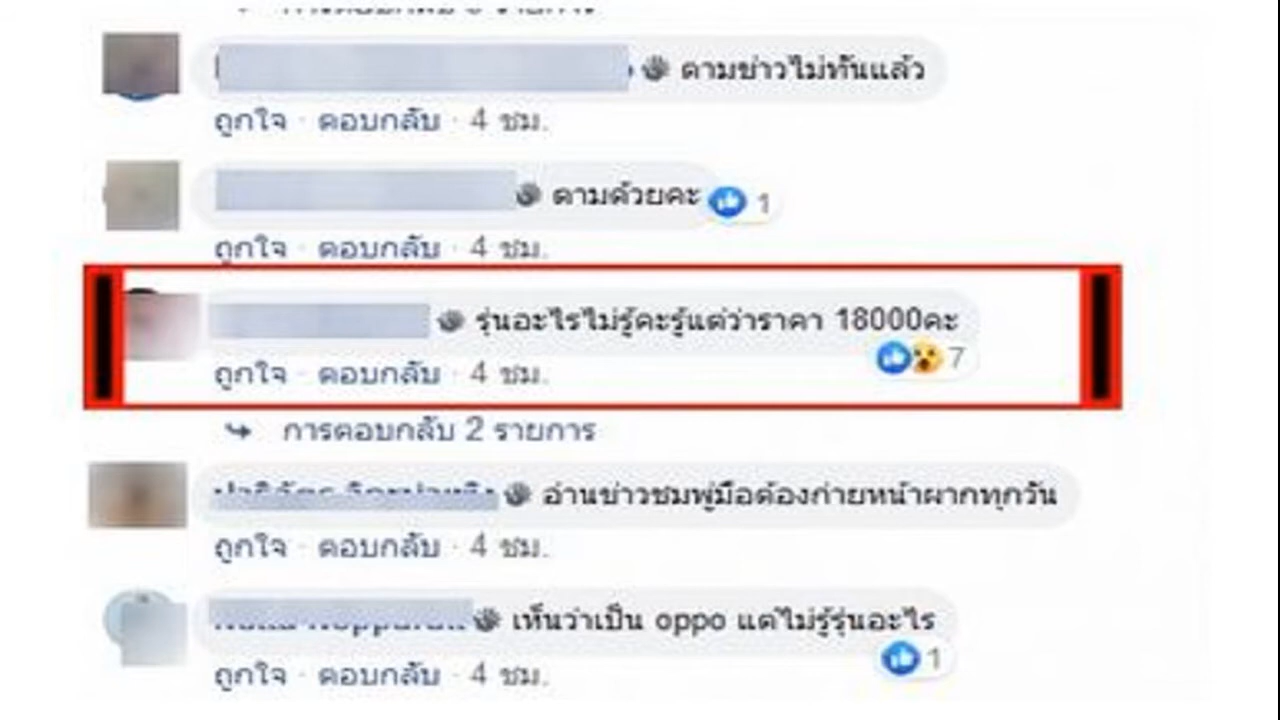 ตามข่าวไม่ทันแล้ว
ถูกใจ · ตอบกลับ · 4 ชม.
ตามด้วยคะ 1
ถูกใจ · ตอบกลับ · 4 ชม.
รุ่นอะไรไม่รู้คะรู้แต่ว่าราคา 18000คะ
7
ถูกใจ · ตอบกลับ · 4 ชม.
การตอบกลับ 2 รายการ
อ่านข่าวชมพู่มือต้องก่ายหน้าผากทุกวัน
ถูกใจ · ตอบกลับ · 4 ชม.
เห็นว่าเป็น oppo แต่ไม่รู้รุ่นอะไร
1
ถูกใจ · ตอบกลับ · 4 ชม.